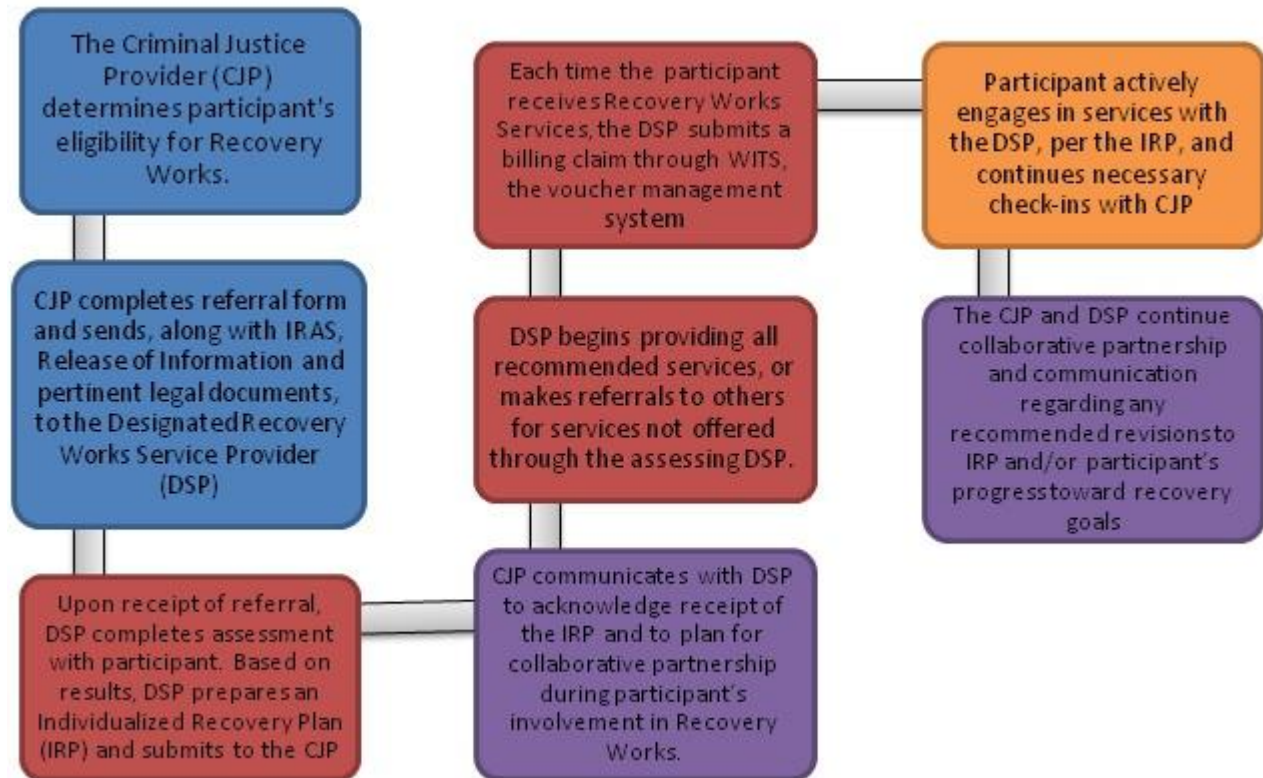 The Criminal Justice
Provider (CJP)
determines participant's
eligibility for Recovery
Works.
CJP completes referral form
and sends, along with IRAS,
Release of Information and
pertinent legal documents,
to the Designated Recovery
Works Service Provider
(DSP)
Upon receipt of referral,
DSP completes assessment
with participant. Based on
results, DSP prepares an
Individualized Recovery Plan
(IRP) and submits to the CJP
CJP communicates with DSP
to acknowledge receipt of
the IRP and to plan for
collaborative partnership
during participant's
involvement in Recovery
Works.
DSP begins providing all
recommended services, or
makes referrals to others
for services not offered
through the assessing DSP.
Each time the participant
receives Recovery Works
Services, the DSP submits a
billing claim through WITS,
the voucher management
system
Participant actively
engages in services with
the DSP, per the IRP, and
continues necessary
check-ins with CJP
The CJP and DSP continue
collaborative partnership
and communication
regarding any
recommended revisions to
IRP and/or participant's
progress toward recovery
goals